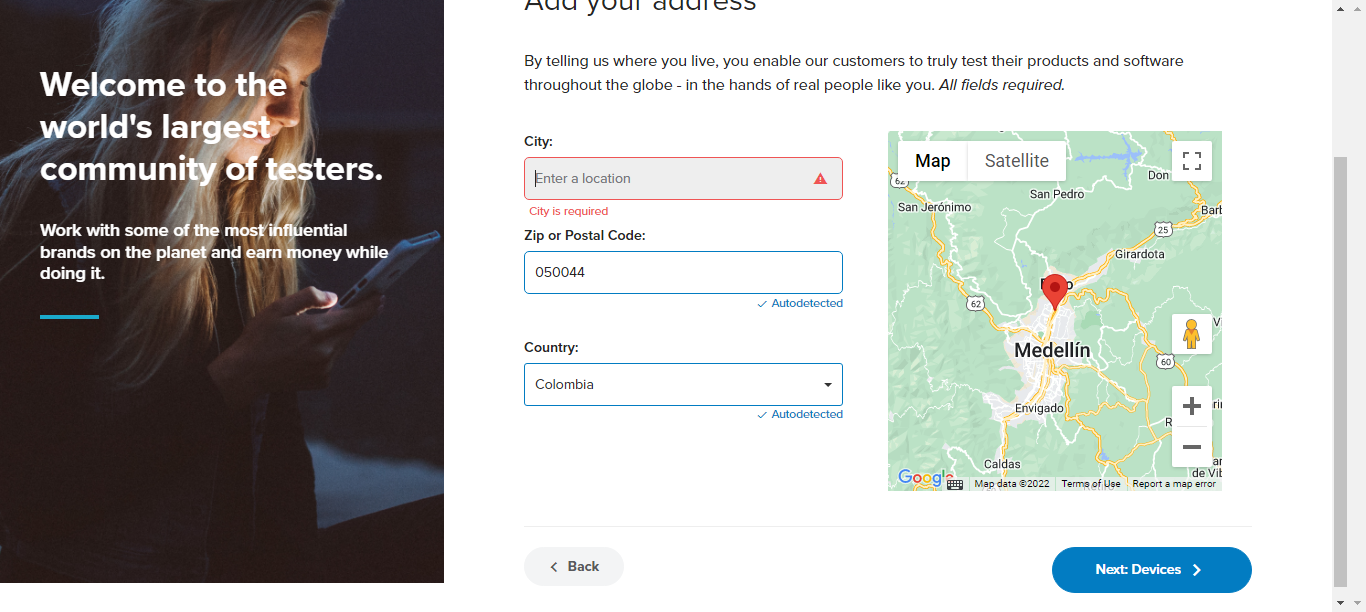 Add your address
Welcome to the
world's largest
community of testers.
Work with some of the most influential
brands on the planet and earn money while
doing it.
By telling us where you live, you enable our customers to truly test their products and software
throughout the globe - in the hands of real people like you. All fields required.
City:
Enter a location
City is required
Zip or Postal Code:
050044
Autodetected
Country:
Colombia
Autodetected
Map
Satellite
62
San Pedro
Don
San Jerónimo
Barb
25
Girardota
62
Medellín
60
Envigado
Caldas
de Vib
Google
Map data ©2022
Terms of Use
Report a map error
Back
Next: Devices